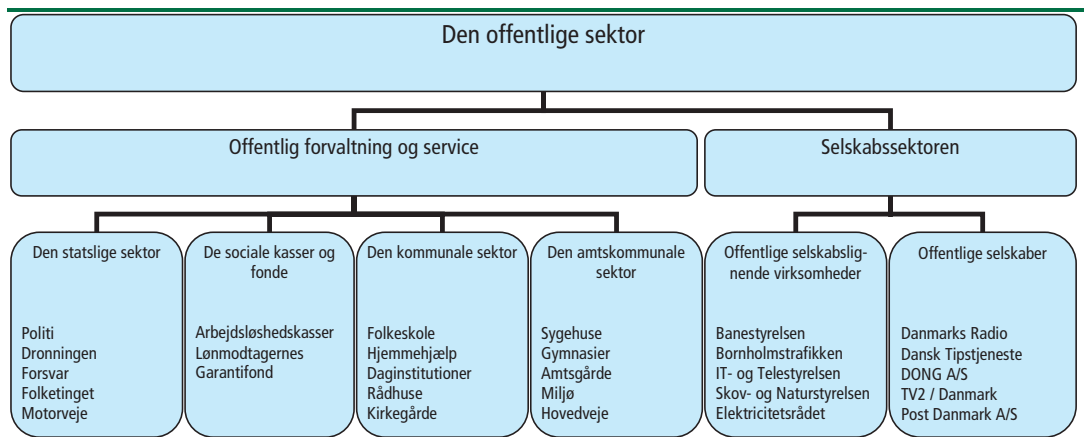 Den offentlige sektor
Offentlig forvaltning og service
Selskabssektoren
Den statslige sektor
Politi
Dronningen
Forsvar
Folketinget
Motorveje
De sociale kasser og
fonde
Arbejdsløshedskasser
Lønmodtagernes
Garantifond
Den kommunale sektor
Folkeskole
Hjemmehjælp
Daginstitutioner
Rådhuse
Kirkegårde
Den amtskommunale
sektor
Sygehuse
Gymnasier
Amtsgårde
Miljø
Hovedveje
Offentlige selskabslig-
nende virksomheder
Banestyrelsen
Bornholmstrafikken
IT- og Telestyrelsen
Skov- og Naturstyrelsen
Elektricitetsrådet
Offentlige selskaber
Danmarks Radio
Dansk Tipstjeneste
DONG A/S
TV2 / Danmark
Post Danmark A/S